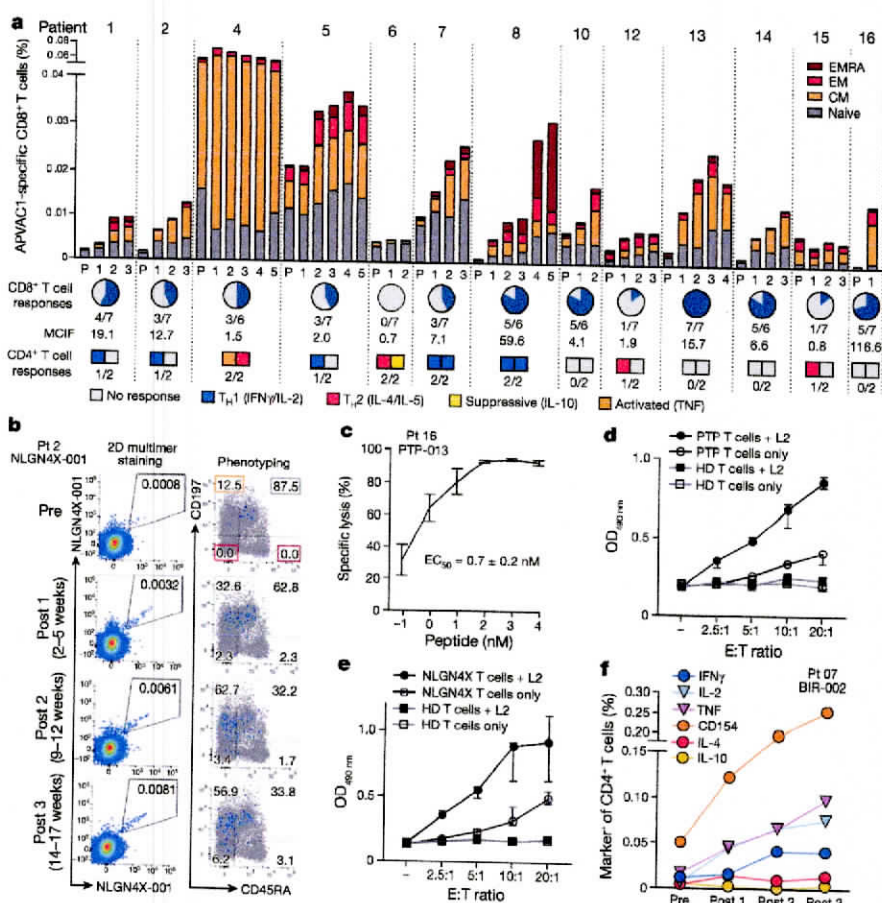 a
Patient 1 2 4 5 6 7 8 10 12 13 14 15 16
APVAC1-specific CD8+ T cells (%)
0.08
0.06
0.04
0.03
0.02
0.01
0
EMRA
EM
CM
Naive
P 1 2 3 P 1 2 3 P 1 2 3 4 5 P 1 2 3 4 5 P 1 2 P 1 2 3 P 1 2 3 4 5 P 1 2 P 1 2 3 P 1 2 3 4 P 1 2 3 P 1 2 3 P 1
CD8+ T cell
responses
4/7 3/7 3/6 3/7 0/7 3/7 5/6 5/6 1/7 7/7 5/6 1/7 5/7
MCIF 19.1 12.7 1.5 2.0 0.7 7.1 59.6 4.1 1.9 15.7 6.6 0.8 116.6
CD4+ T cell
responses
1/2 1/2 2/2 1/2 2/2 2/2 2/2 0/2 1/2 0/2 0/2 1/2 0/2
No response TH1 (IFNγ/IL-2) TH2 (IL-4/IL-5) Suppressive (IL-10) Activated (TNF)
b
Pt 2
NLGN4X-001
2D multimer
staining
Phenotyping
Pre
0.0008
12.5 87.5
0.0 0.0
Post 1
(2–5 weeks)
0.0032
32.6 62.8
2.3 2.3
Post 2
(9–12 weeks)
0.0061
62.7 32.2
3.4 1.7
Post 3
(14–17 weeks)
0.0081
56.9 33.8
6.2 3.1
NLGN4X-001
NLGN4X-001
CD197
CD45RA
c
Pt 16
PTP-013
Specific lysis (%)
100
80
60
40
20
0
EC50 = 0.7 ± 0.2 nM
–1 0 1 2 3 4
Peptide (nM)
d
PTP T cells + L2
PTP T cells only
HD T cells + L2
HD T cells only
OD490 nm
1.0
0.5
0
– 2.5:1 5:1 10:1 20:1
E:T ratio
e
NLGN4X T cells + L2
NLGN4X T cells only
HD T cells + L2
HD T cells only
OD490 nm
1.0
0.5
0
– 2.5:1 5:1 10:1 20:1
E:T ratio
f
IFNγ
IL-2
TNF
CD154
IL-4
IL-10
Pt 07
BIR-002
Marker+ of CD4+ T cells (%)
0.30
0.25
0.20
0.15
0.10
0.05
0
Pre Post 1 Post 2 Post 3